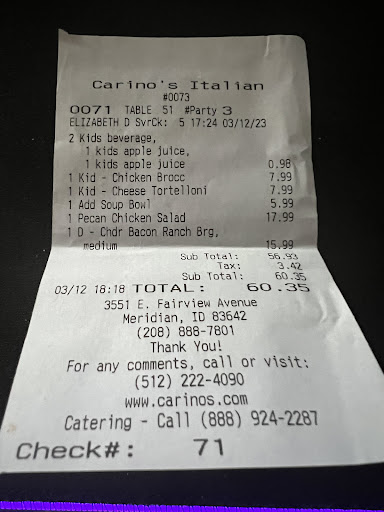 Carino's Italian
#0073
0071 TABLE 51 #Party 3
ELIZABETH D SvrCk: 5 17:24 03/12/23
2 Kids beverage,
1 kids apple juice,
1 kids apple juice 0.98
1 Kid - Chicken Brocc 7.99
1 Kid - Cheese Tortelloni 7.99
1 Add Soup Bowl 5.99
1 Pecan Chicken Salad 17.99
1 D - Chdr Bacon Ranch Brg,
medium 15.99
Sub Total: 56.93
Tax: 3.42
Sub Total: 60.35
03/12 18:18 TOTAL: 60.35
3551 E. Fairview Avenue
Meridian, ID 83642
(208) 888-7801
Thank You!
For any comments, call or visit:
(512) 222-4090
www.carinos.com
Catering - Call (888) 924-2287
Check#: 71